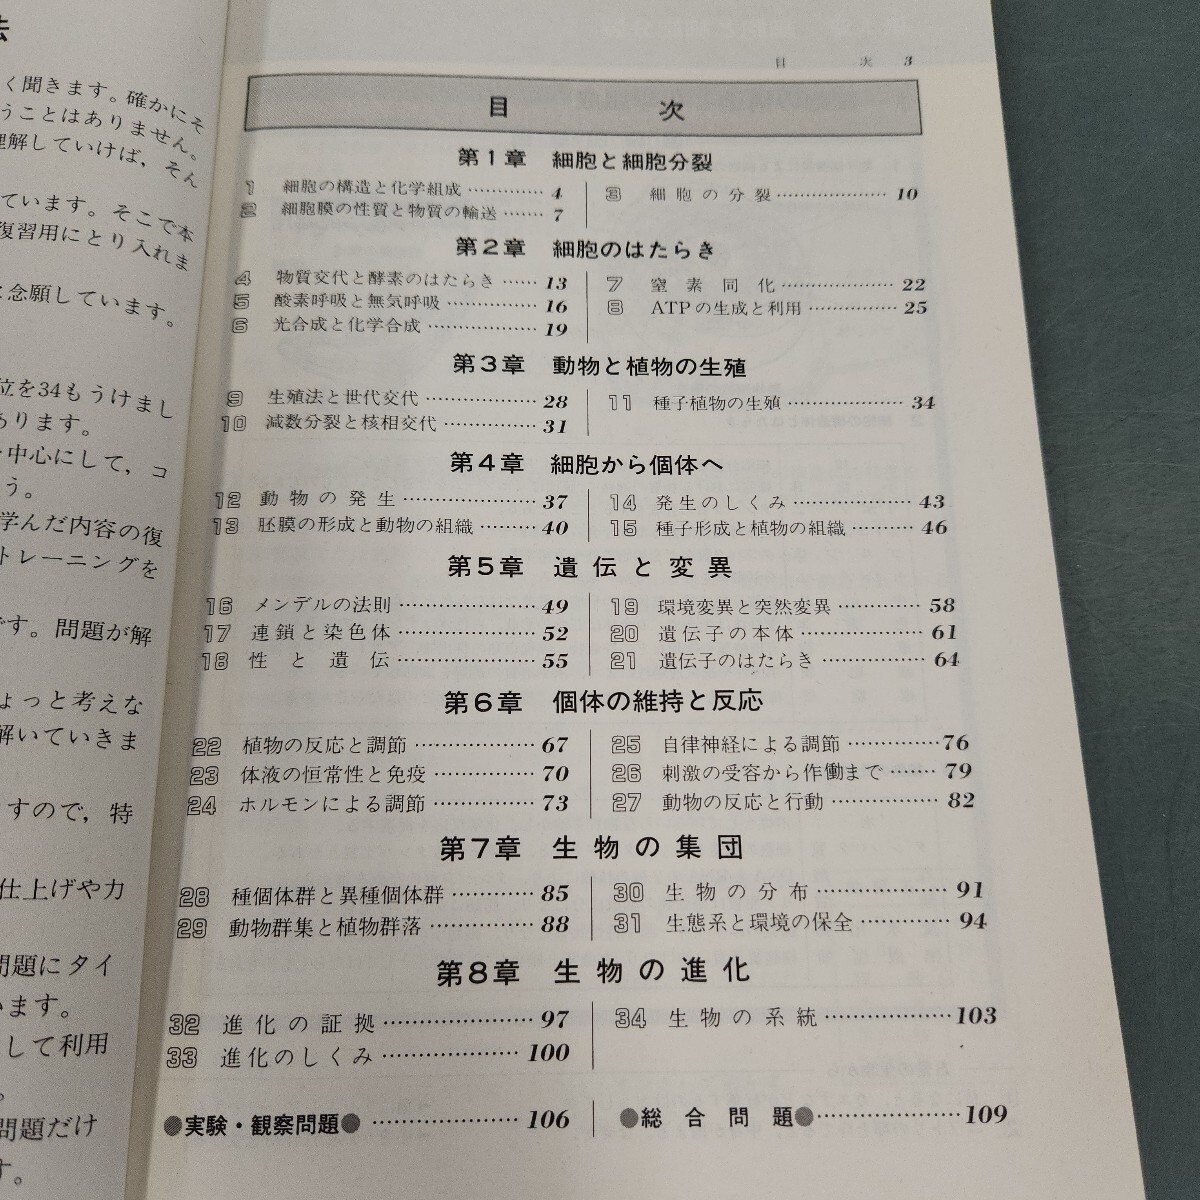 法
く聞きます。確かにそ
うことはありません。
理解していけば，そん
ています。そこで本
復習用にとり入れま
念願しています。
位を34もうけまし
あります。
中心にして，コ
う。
学んだ内容の復
トレーニングを
です。問題が解
ょっと考えな
解いていきま
すので，特
仕上げや力
問題にタイ
います。
して利用
問題だけ
す。
目 次 3
目 次
第1章 細胞と細胞分裂
1 細胞の構造と化学組成 …………… 4
2 細胞膜の性質と物質の輸送 ……… 7
3 細胞の分裂 ………………… 10
第2章 細胞のはたらき
4 物質交代と酵素のはたらき …… 13
5 酸素呼吸と無気呼吸 …………… 16
6 光合成と化学合成 ……………… 19
7 窒素同化 ………………… 22
8 ATPの生成と利用 …………… 25
第3章 動物と植物の生殖
9 生殖法と世代交代 ……………… 28
10 減数分裂と核相交代 …………… 31
11 種子植物の生殖 ………………… 34
第4章 細胞から個体へ
12 動物の発生 ………………… 37
13 胚膜の形成と動物の組織 ……… 40
14 発生のしくみ ………………… 43
15 種子形成と植物の組織 ………… 46
第5章 遺伝と変異
16 メンデルの法則 ………………… 49
17 連鎖と染色体 ………………… 52
18 性と遺伝 ………………… 55
19 環境変異と突然変異 ………… 58
20 遺伝子の本体 ………………… 61
21 遺伝子のはたらき …………… 64
第6章 個体の維持と反応
22 植物の反応と調節 ……………… 67
23 体液の恒常性と免疫 …………… 70
24 ホルモンによる調節 …………… 73
25 自律神経による調節 …………… 76
26 刺激の受容から作働まで ……… 79
27 動物の反応と行動 …………… 82
第7章 生物の集団
28 種個体群と異種個体群 ………… 85
29 動物群集と植物群落 …………… 88
30 生物の分布 ………………… 91
31 生態系と環境の保全 ………… 94
第8章 生物の進化
32 進化の証拠 ………………… 97
33 進化のしくみ ………………… 100
34 生物の系統 ………………… 103
●実験・観察問題● ………………… 106
●総合問題● ………………… 109